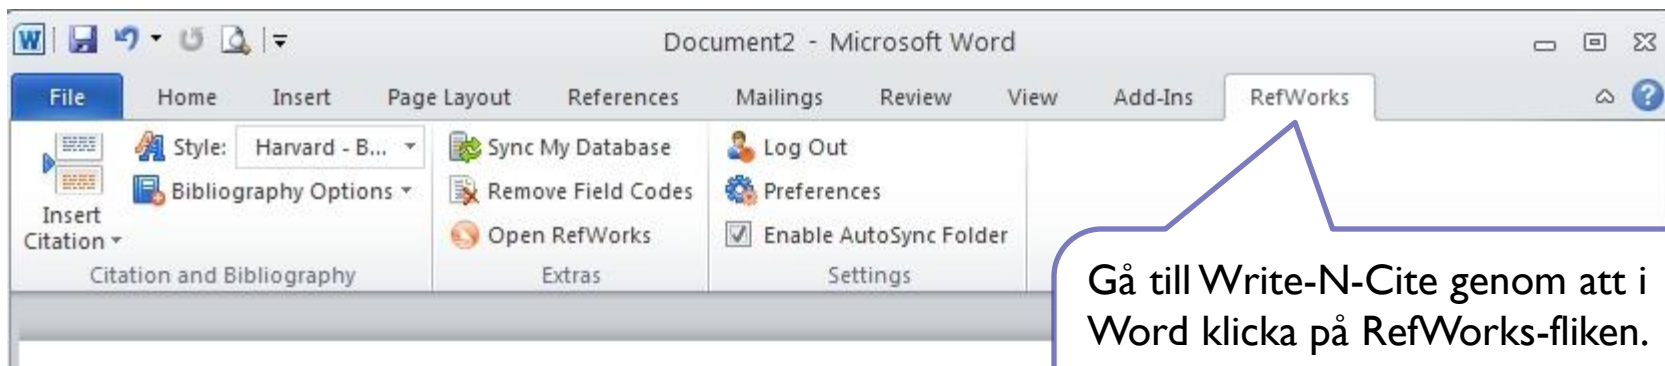 W
Document2 - Microsoft Word
File Home Insert Page Layout References Mailings Review View Add-Ins RefWorks
Style: Harvard - B... Sync My Database Log Out
Bibliography Options Remove Field Codes Preferences
Insert
Citation Open RefWorks Enable AutoSync Folder
Citation and Bibliography Extras Settings
Gå till Write-N-Cite genom att i
Word klicka på RefWorks-fliken.